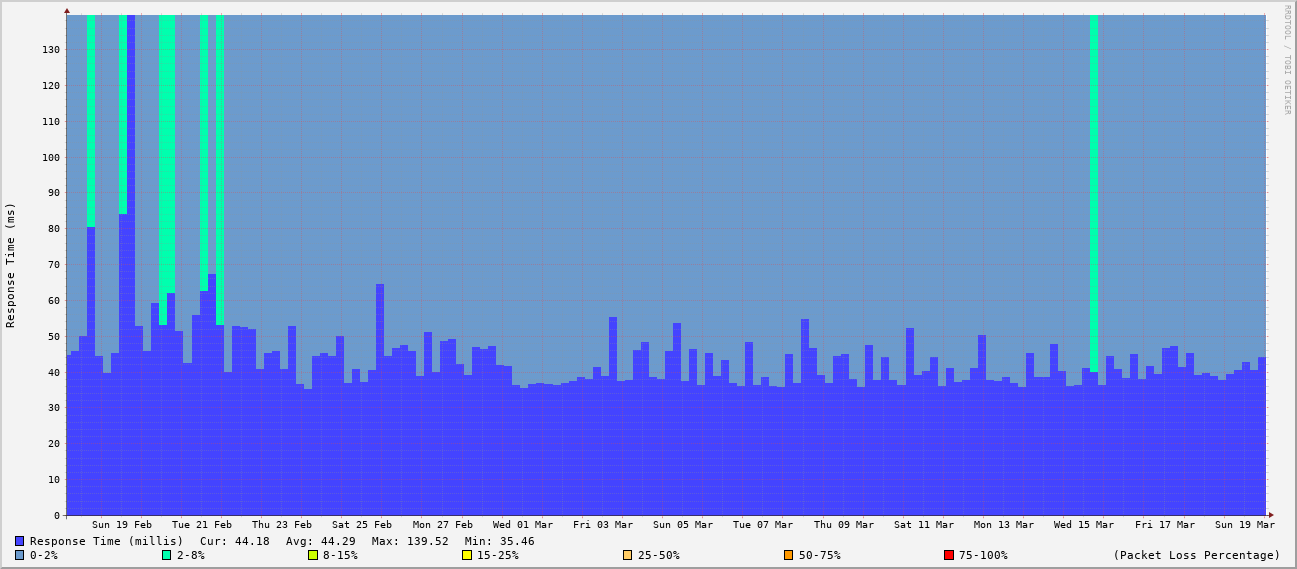 RRDTOOL / TOBI OETIKER
Response Time (ms)
130
120
110
100
90
80
70
60
50
40
30
20
10
0
Sun 19 Feb Tue 21 Feb Thu 23 Feb Sat 25 Feb Mon 27 Feb Wed 01 Mar Fri 03 Mar Sun 05 Mar Tue 07 Mar Thu 09 Mar Sat 11 Mar Mon 13 Mar Wed 15 Mar Fri 17 Mar Sun 19 Mar
Response Time (millis) Cur: 44.18 Avg: 44.29 Max: 139.52 Min: 35.46
0-2% 2-8% 8-15% 15-25% 25-50% 50-75% 75-100% (Packet Loss Percentage)